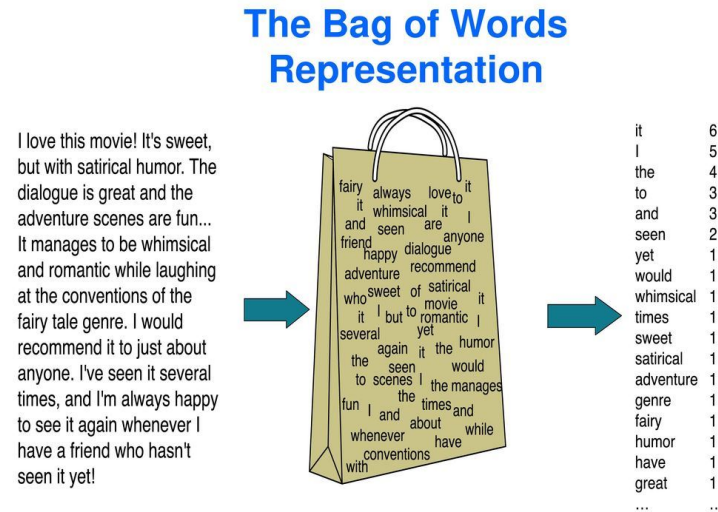 The Bag of Words
Representation
I love this movie! It's sweet,
but with satirical humor. The
dialogue is great and the
adventure scenes are fun...
It manages to be whimsical
and romantic while laughing
at the conventions of the
fairy tale genre. I would
recommend it to just about
anyone. I've seen it several
times, and I'm always happy
to see it again whenever I
have a friend who hasn't
seen it yet!
fairy always love to it
it whimsical it I
and seen are anyone
friend happy dialogue
adventure recommend
who sweet of satirical
it I but to movie romantic it I
several yet
again it the humor
the seen would
to scenes I the manages
the
fun I and times and
about while
whenever have
conventions
with
it 6
I 5
the 4
to 3
and 3
seen 2
yet 1
would 1
whimsical 1
times 1
sweet 1
satirical 1
adventure 1
genre 1
fairy 1
humor 1
have 1
great 1
... ..